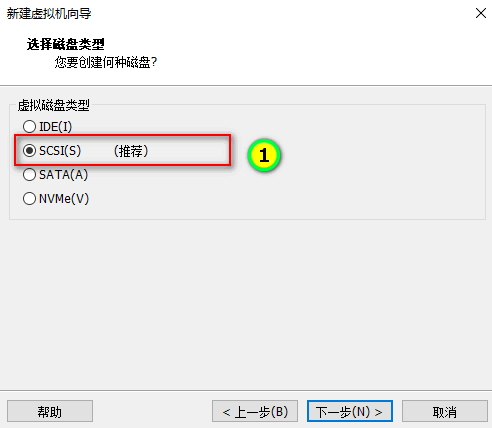 新建虚拟机向导
选择磁盘类型
您要创建何种磁盘?
虚拟磁盘类型
IDE(I)
SCSI(S) (推荐)
1
SATA(A)
NVMe(V)
帮助 < 上一步(B) 下一步(N) > 取消